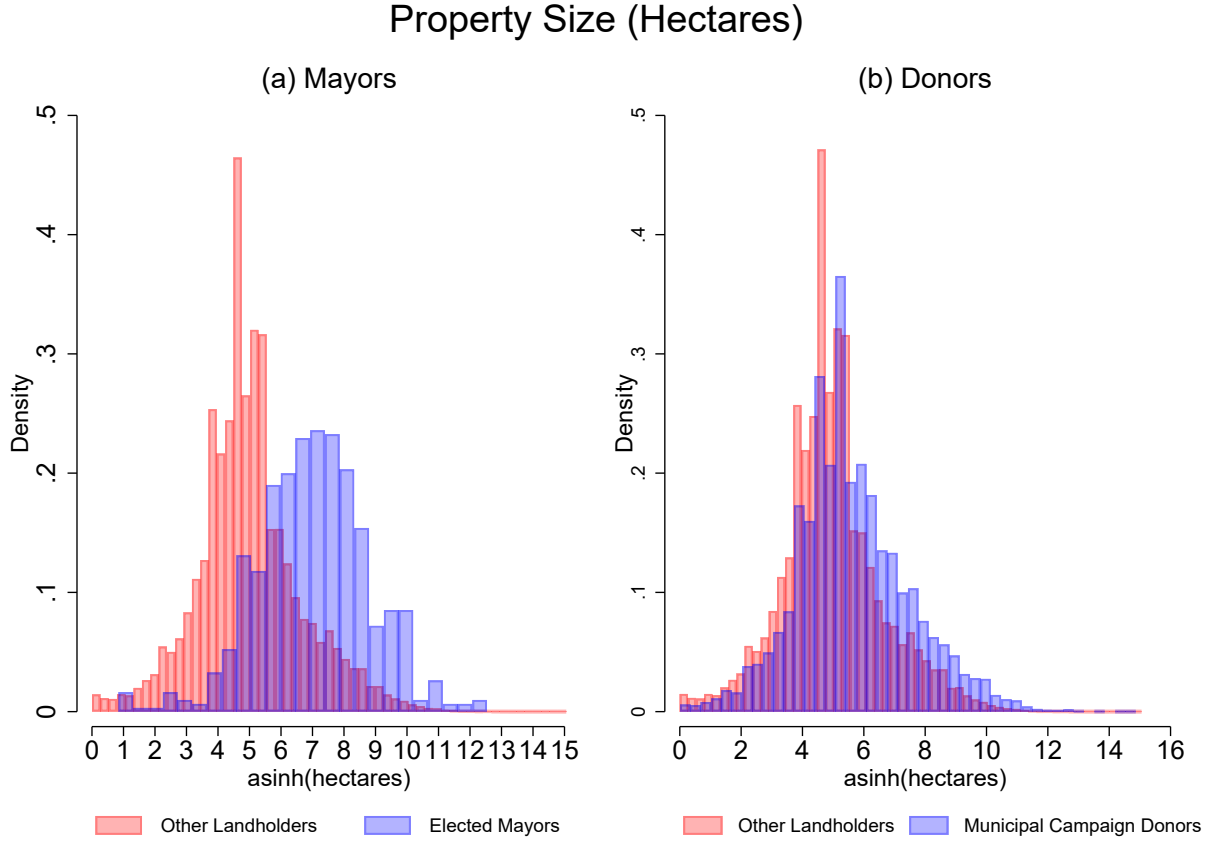 Property Size (Hectares)
(a) Mayors
.5
.4
.3
.2
.1
0
Density
0 1 2 3 4 5 6 7 8 9 10 11 12 13 14 15
asinh(hectares)
Other Landholders Elected Mayors
(b) Donors
.5
.4
.3
.2
.1
0
Density
0 2 4 6 8 10 12 14 16
asinh(hectares)
Other Landholders Municipal Campaign Donors